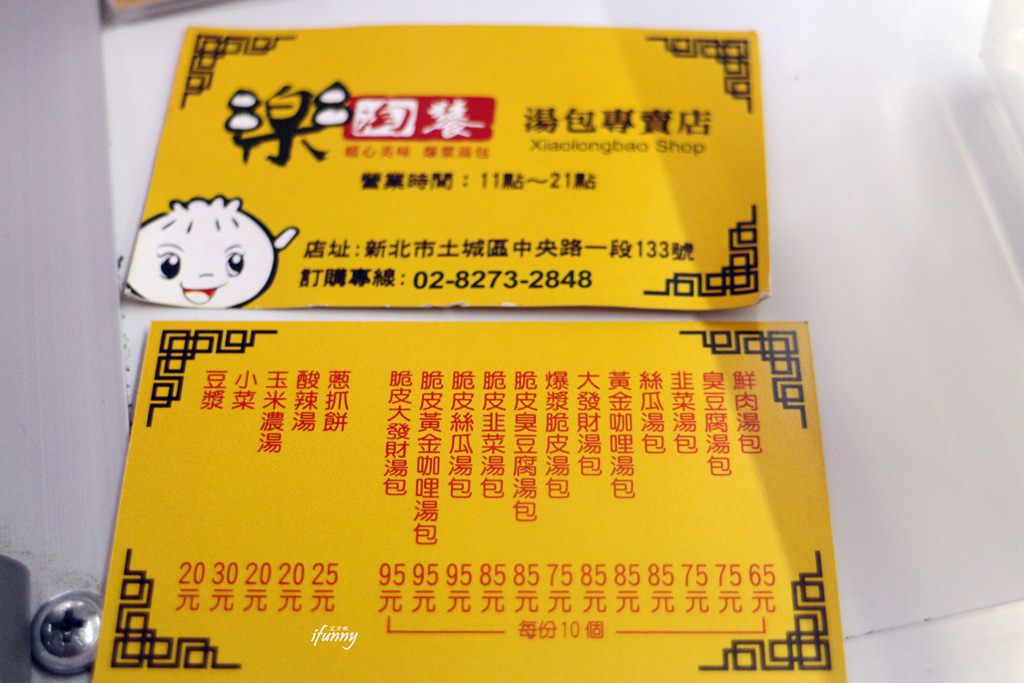 樂陶饕
湯包專賣店
Xiaolongbao Shop
營業時間：11點～21點
店址:新北市土城區中央路一段133號
訂購專線: 02-8273-2848
鮮肉湯包 65元
臭豆腐湯包 75元
韭菜湯包 75元
絲瓜湯包 85元
黃金咖哩湯包 85元
大發財湯包 85元
爆漿脆皮湯包 75元
脆皮臭豆腐湯包 85元
脆皮韭菜湯包 85元
脆皮絲瓜湯包 95元
脆皮黃金咖哩湯包 95元
脆皮大發財湯包 95元
每份10個
蔥抓餅 25元
酸辣湯 20元
玉米濃湯 20元
小菜 30元
豆漿 20元
ifunny